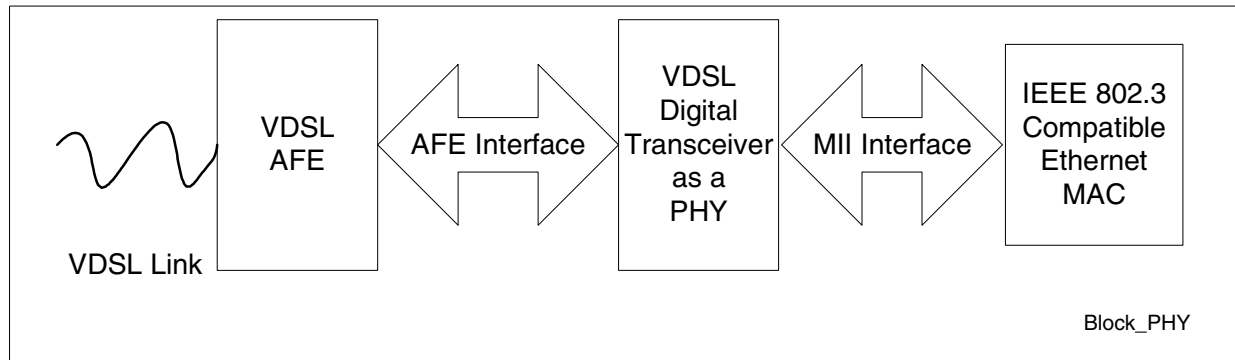 VDSL
AFE
AFE Interface
VDSL
Digital
Transceiver
as a
PHY
MII Interface
IEEE 802.3
Compatible
Ethernet
MAC
VDSL Link
Block_PHY